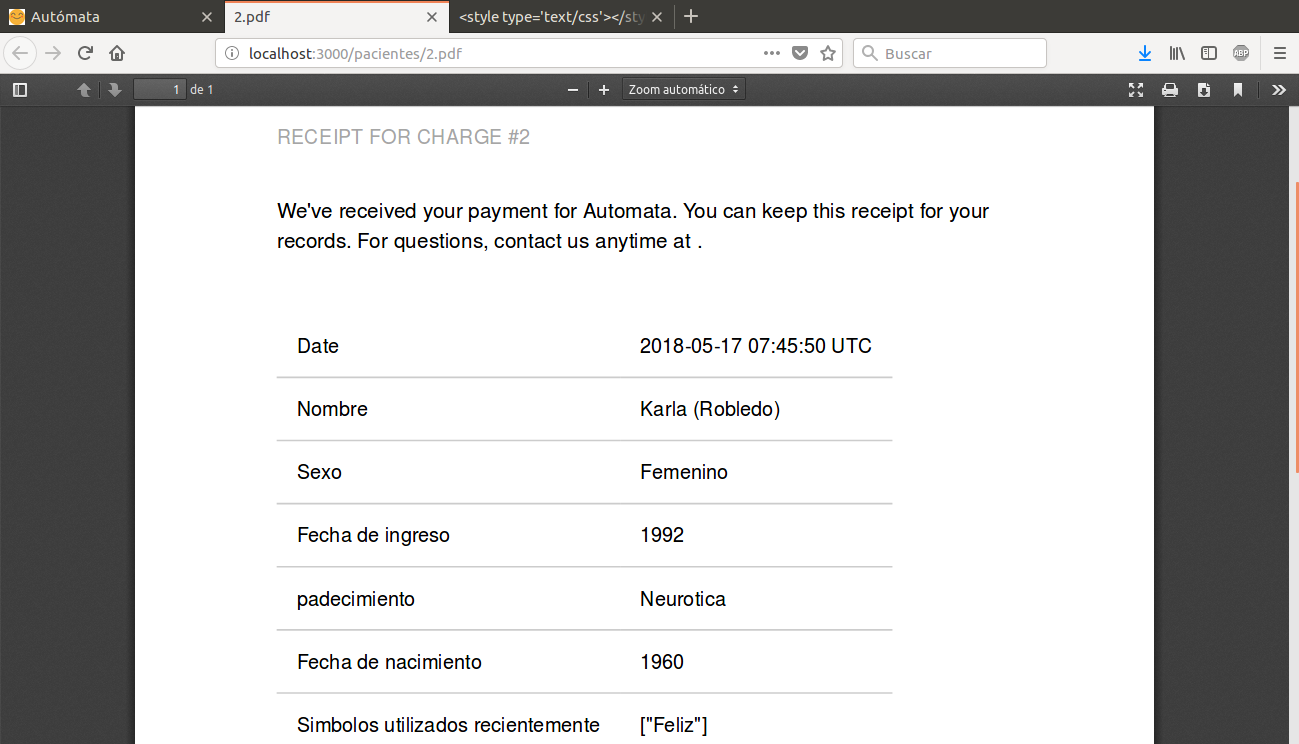 Autómata
2.pdf
<style type='text/css'></sty
localhost:3000/pacientes/2.pdf
Buscar
ABP
1 de 1
Zoom automático
RECEIPT FOR CHARGE #2
We've received your payment for Automata. You can keep this receipt for your
records. For questions, contact us anytime at .
Date 2018-05-17 07:45:50 UTC
Nombre Karla (Robledo)
Sexo Femenino
Fecha de ingreso 1992
padecimiento Neurotica
Fecha de nacimiento 1960
Simbolos utilizados recientemente ["Feliz"]